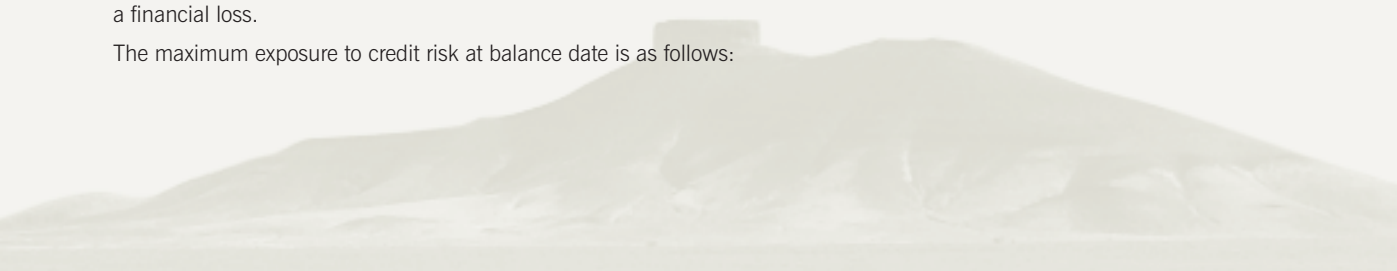 a financial loss.
The maximum exposure to credit risk at balance date is as follows: